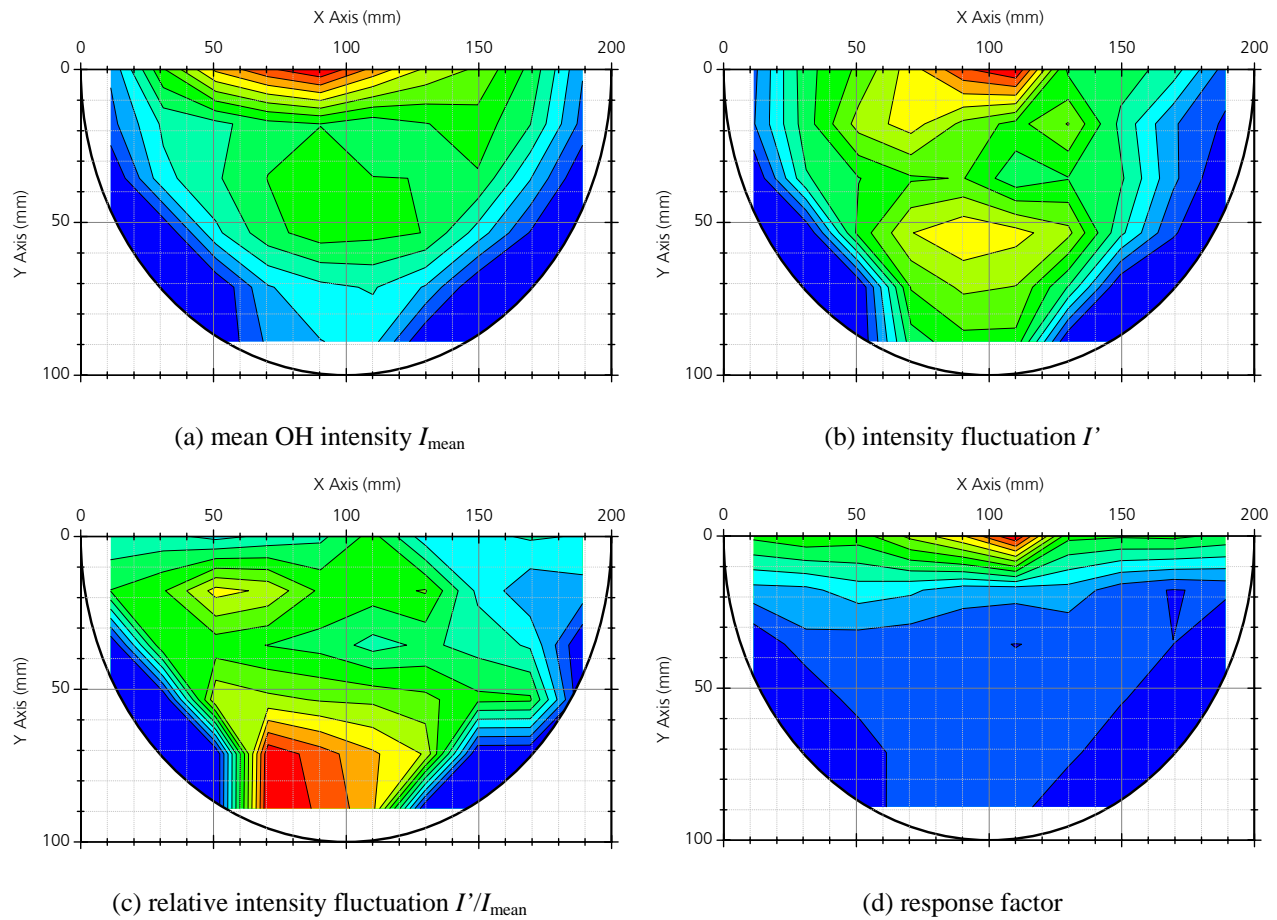 X Axis (mm)
0 50 100 150 200
0
50
100
Y Axis (mm)
(a) mean OH intensity Imean
X Axis (mm)
0 50 100 150 200
0
50
100
Y Axis (mm)
(b) intensity fluctuation I’
X Axis (mm)
0 50 100 150 200
0
50
100
Y Axis (mm)
(c) relative intensity fluctuation I’/Imean
X Axis (mm)
0 50 100 150 200
0
50
100
Y Axis (mm)
(d) response factor